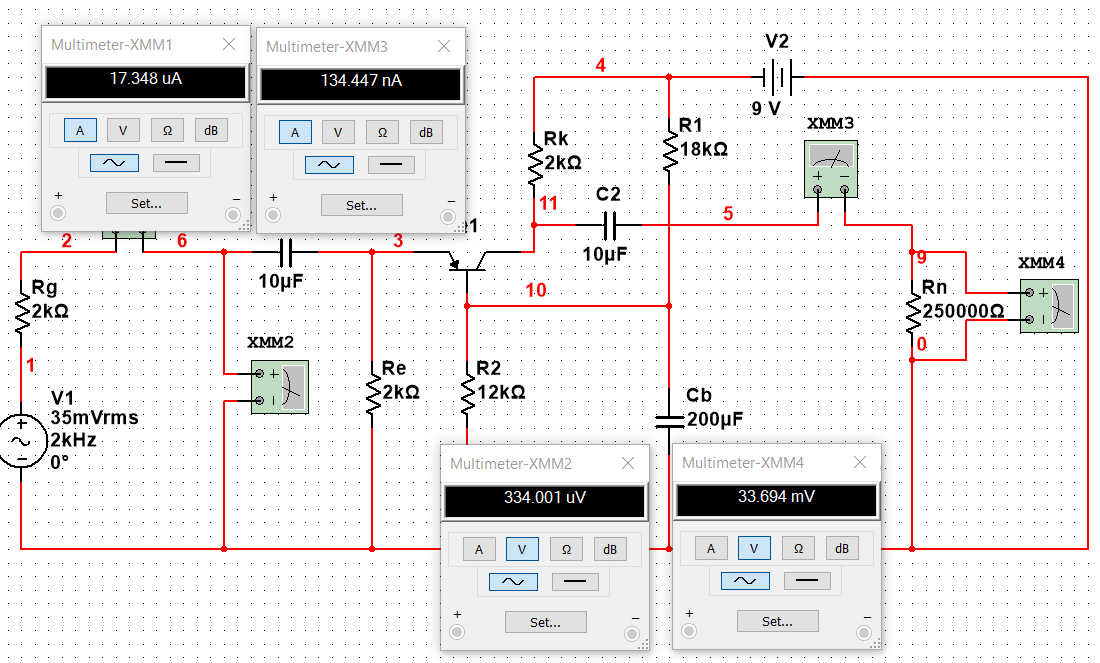 Multimeter-XMM1
17.348 uA
A V Ω dB
+ Set... −
Multimeter-XMM3
134.447 nA
A V Ω dB
+ Set... −
V2
9 V
4
Rk
2kΩ
R1
18kΩ
XMM3
+ −
11
C2
10µF
5
1
2
6
10µF
3
10
9
XMM4
+
Rg
2kΩ
Rn
250000Ω
0
1
XMM2
+
V1
35mVrms
2kHz
0°
+
−
Re
2kΩ
R2
12kΩ
Cb
200µF
Multimeter-XMM2
334.001 uV
A V Ω dB
+ Set... −
Multimeter-XMM4
33.694 mV
A V Ω dB
+ Set... −